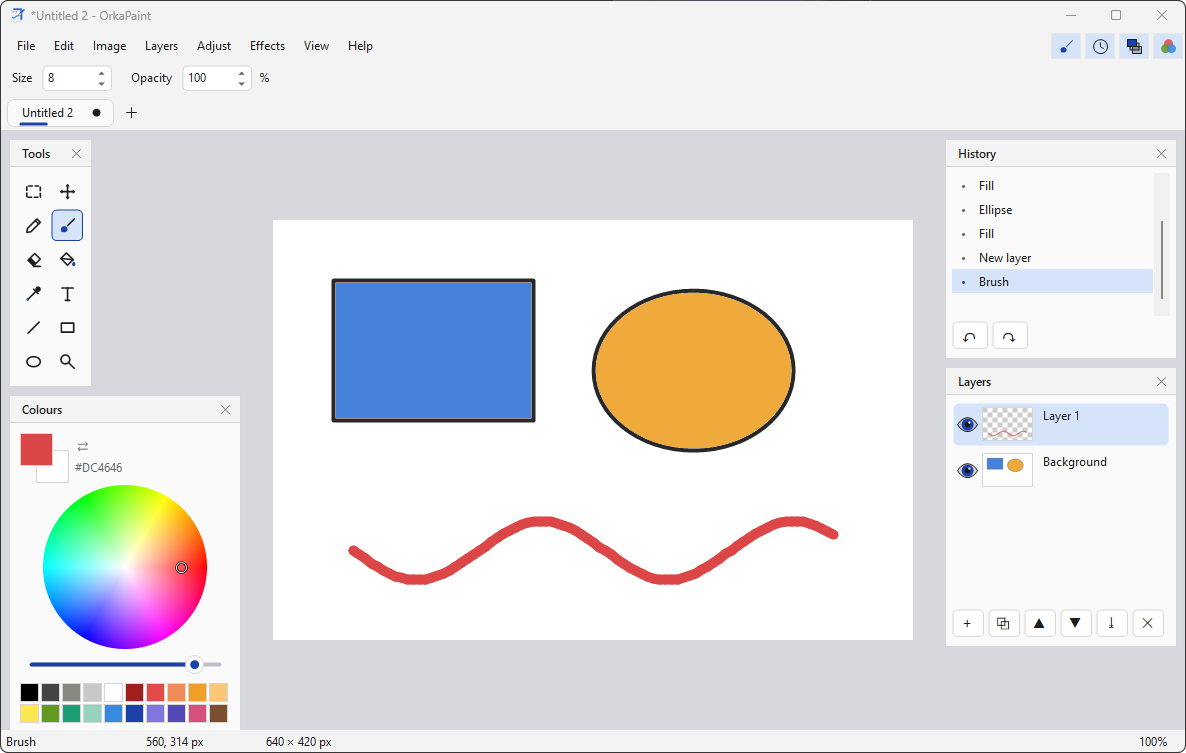 *Untitled 2 - OrkaPaint
File Edit Image Layers Adjust Effects View Help
Size 8 Opacity 100 %
Untitled 2
Tools
History
Fill
Ellipse
Fill
New layer
Brush
Colours
#DC4646
Layers
Layer 1
Background
Brush 560, 314 px 640 × 420 px 100%